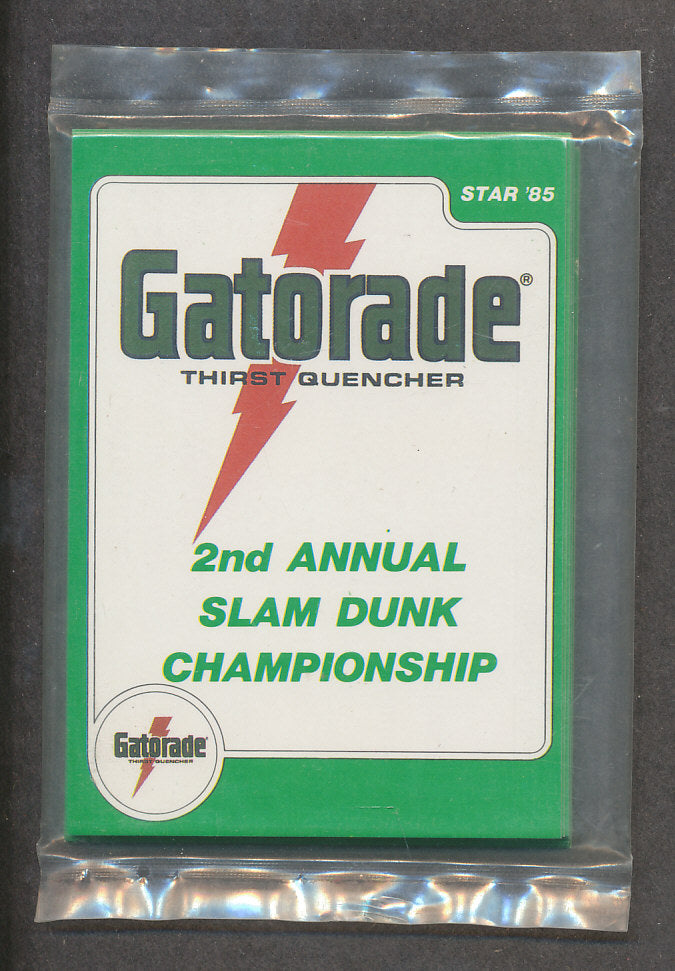 STAR '85
Gatorade®
THIRST QUENCHER
2nd ANNUAL
SLAM DUNK
CHAMPIONSHIP
Gatorade
THIRST QUENCHER